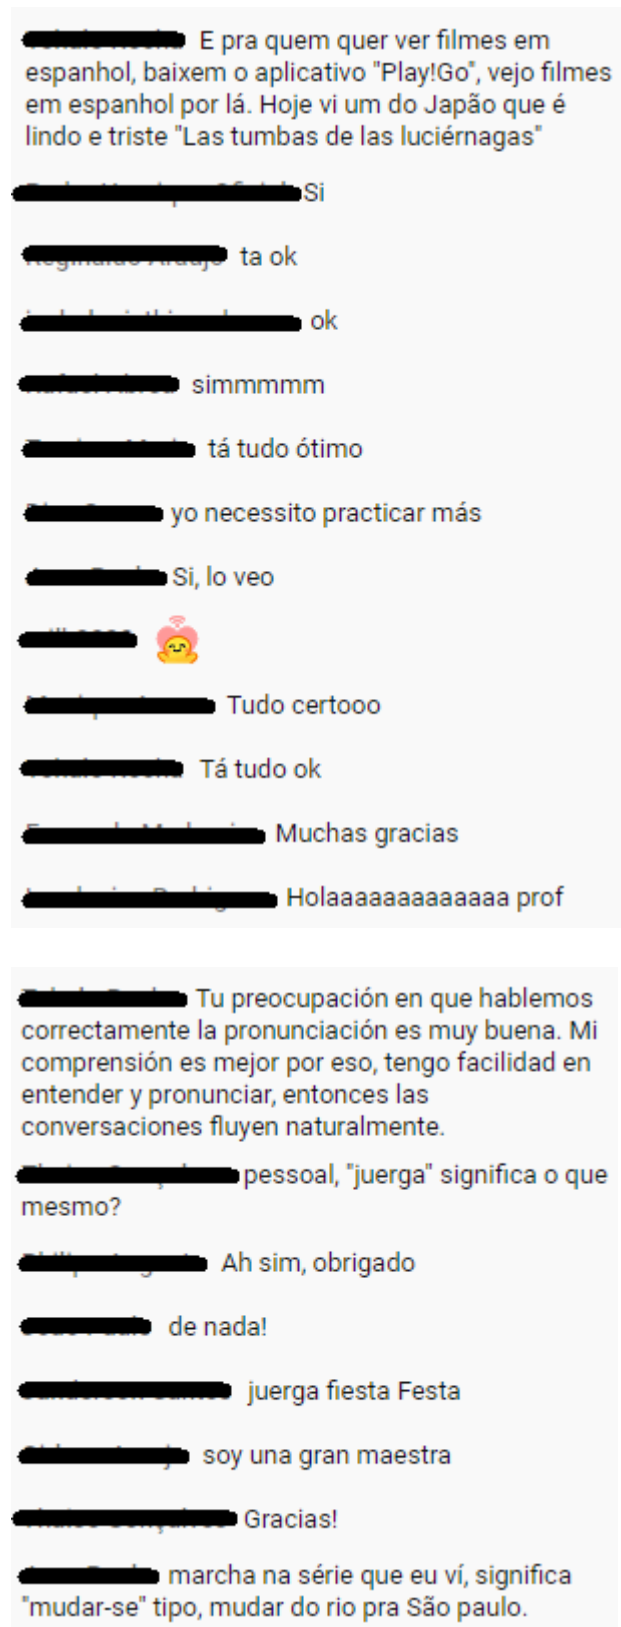 E pra quem quer ver filmes em
espanhol, baixem o aplicativo "Play!Go", vejo filmes
em espanhol por lá. Hoje vi um do Japão que é
lindo e triste "Las tumbas de las luciérnagas"
Si
ta ok
ok
simmmmm
tá tudo ótimo
yo necessito practicar más
Si, lo veo
Tudo certooo
Tá tudo ok
Muchas gracias
Holaaaaaaaaaaaaaa prof
Tu preocupación en que hablemos
correctamente la pronunciación es muy buena. Mi
comprensión es mejor por eso, tengo facilidad en
entender y pronunciar, entonces las
conversaciones fluyen naturalmente.
pessoal, "juerga" significa o que
mesmo?
Ah sim, obrigado
de nada!
juerga fiesta Festa
soy una gran maestra
Gracias!
marcha na série que eu ví, significa
"mudar-se" tipo, mudar do rio pra São paulo.